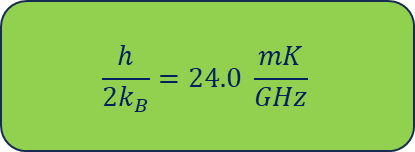 h/2k_B = 24.0 mK/GHz